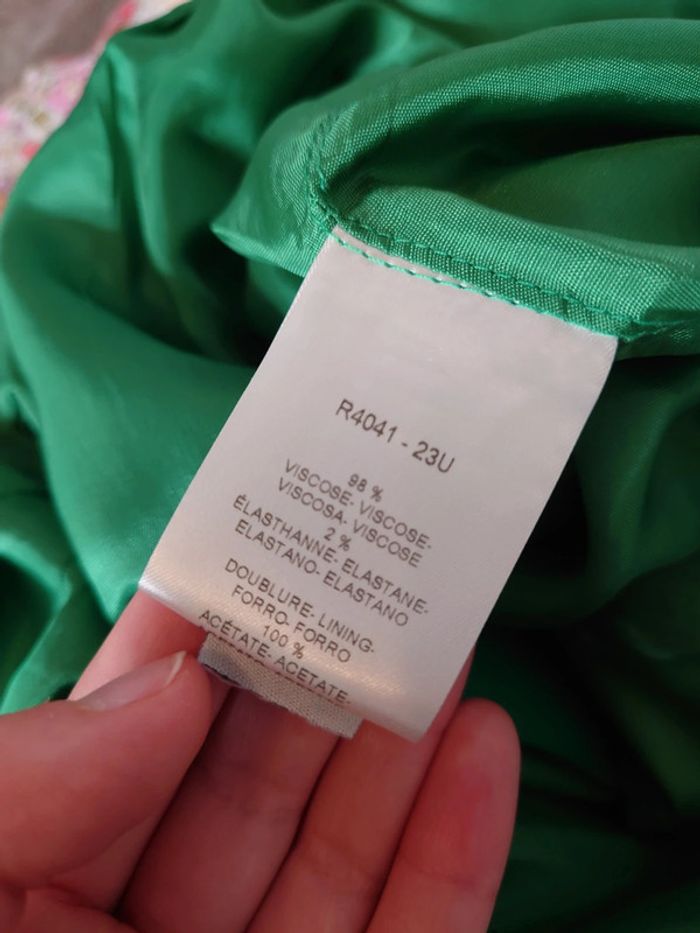 R4041 - 23U
98 %
VISCOSE- VISCOSE-
VISCOSA- VISCOSE
2 %
ÉLASTHANNE- ELASTANE-
ELASTANO- ELASTANO
DOUBLURE- LINING-
FORRO- FORRO
100 %
ACÉTATE- ACETATE-